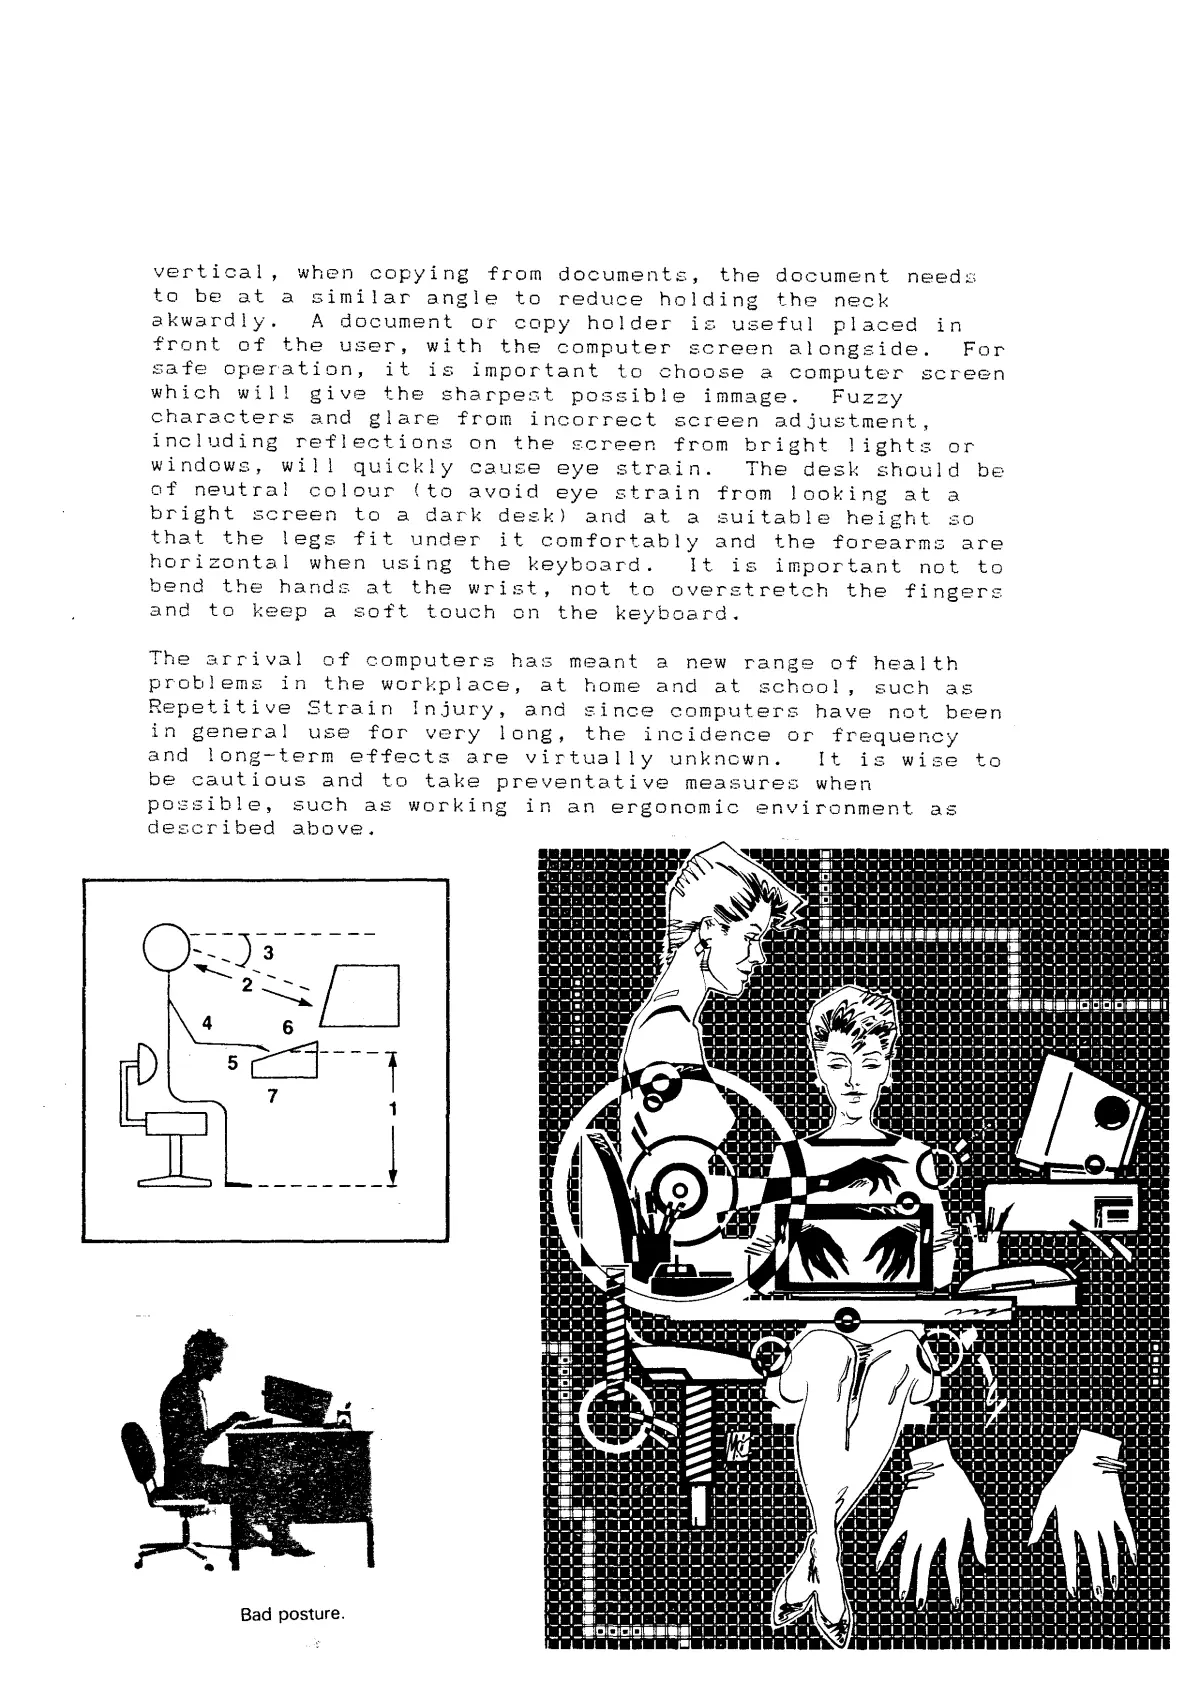 vertical, when copying from documents, the document needs
to be at a similar angle to reduce holding the neck
akwardly. A document or copy holder is useful placed in
front of the user, with the computer screen alongside. For
safe operation, it is important to choose a computer screen
which will give the sharpest possible immage. Fuzzy
characters and glare from incorrect screen adjustment,
including reflections on the screen from bright lights or
windows, will quickly cause eye strain. The desk should be
of neutral colour (to avoid eye strain from looking at a
bright screen to a dark desk) and at a suitable height so
that the legs fit under it comfortably and the forearms are
horizontal when using the keyboard. It is important not to
bend the hands at the wrist, not to overstretch the fingers
and to keep a soft touch on the keyboard.
The arrival of computers has meant a new range of health
problems in the workplace, at home and at school, such as
Repetitive Strain Injury, and since computers have not been
in general use for very long, the incidence or frequency
and long-term effects are virtually unknown. It is wise to
be cautious and to take preventative measures when
possible, such as working in an ergonomic environment as
described above.
3
2
4
6
5
7
1
Bad posture.